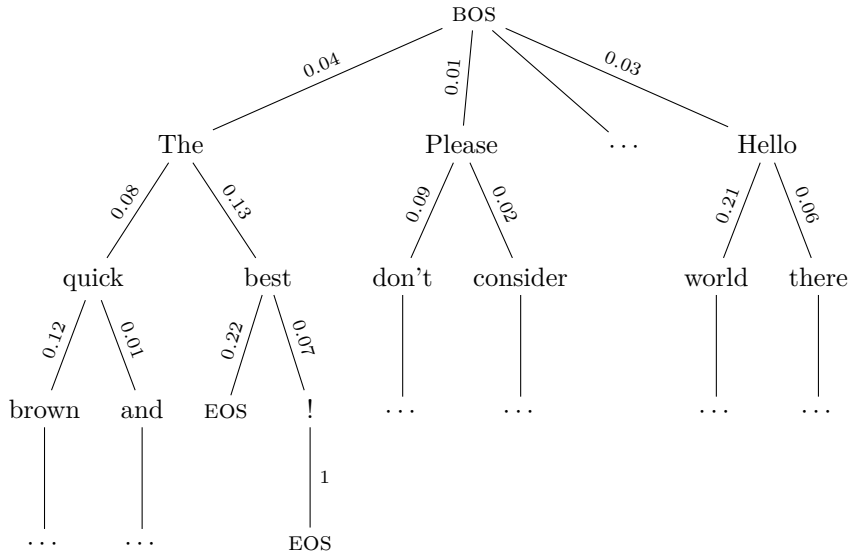 BOS
0.04 0.01 0.03
The Please ... Hello
0.08 0.13 0.09 0.02 0.21 0.06
quick best don't consider world there
0.12 0.01 0.22 0.07
brown and EOS ! ... ... ... ...
1
... ... EOS